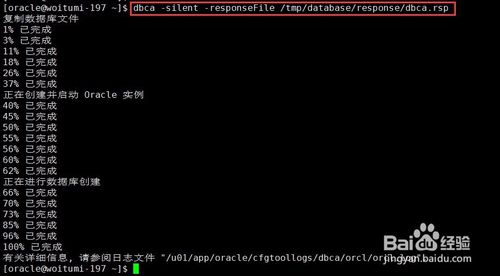 [oracle@woitumi-197 ~]$ dbca -silent -responseFile /tmp/database/response/dbca.rsp
复制数据库文件
1% 已完成
3% 已完成
11% 已完成
18% 已完成
26% 已完成
37% 已完成
正在创建并启动 Oracle 实例
40% 已完成
45% 已完成
50% 已完成
55% 已完成
56% 已完成
60% 已完成
62% 已完成
正在进行数据库创建
66% 已完成
70% 已完成
73% 已完成
85% 已完成
96% 已完成
100% 已完成
有关详细信息, 请参阅日志文件 "/u01/app/oracle/cfgtoollogs/dbca/orcl/
[oracle@woitumi-197 ~]$
Baidu 经验
jingyan.baidu.com